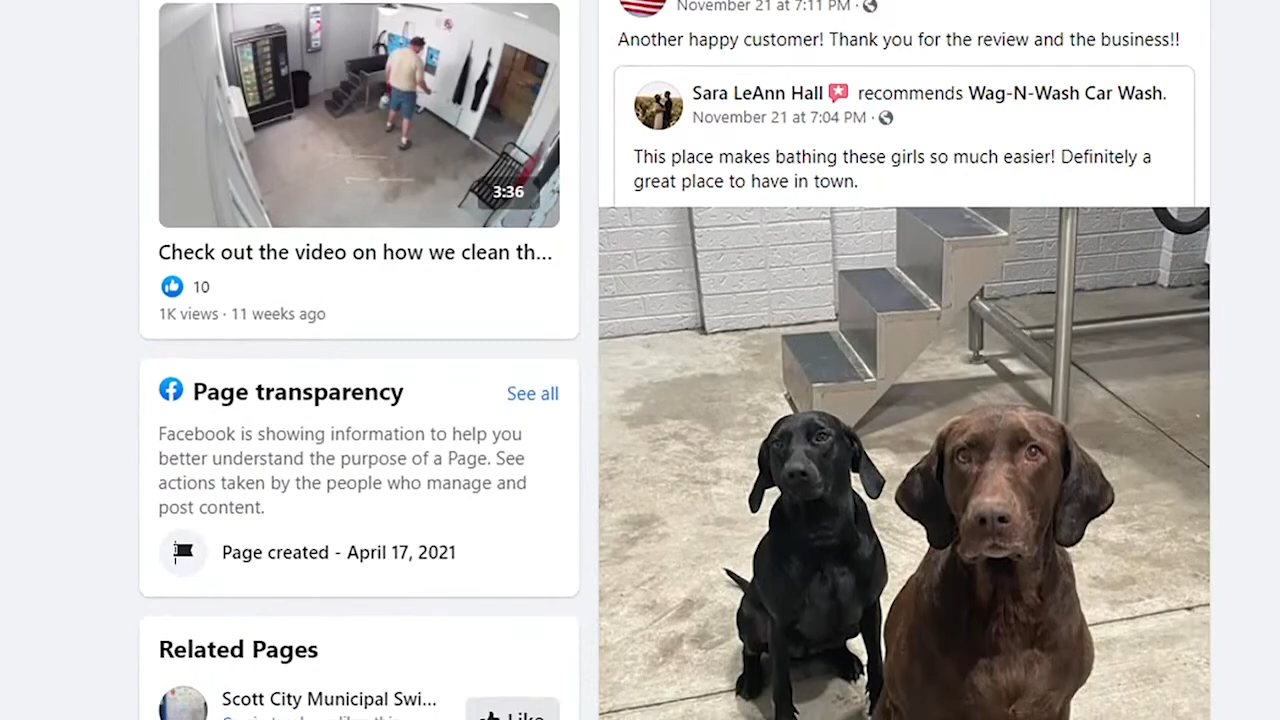 3:36
Check out the video on how we clean th...
10
1K views · 11 weeks ago
Page transparency
See all
Facebook is showing information to help you
better understand the purpose of a Page. See
actions taken by the people who manage and
post content.
Page created - April 17, 2021
Related Pages
Scott City Municipal Swi...
Like
November 21 at 7:11 PM ·
Another happy customer! Thank you for the review and the business!!
Sara LeAnn Hall recommends Wag-N-Wash Car Wash.
November 21 at 7:04 PM ·
This place makes bathing these girls so much easier! Definitely a
great place to have in town.